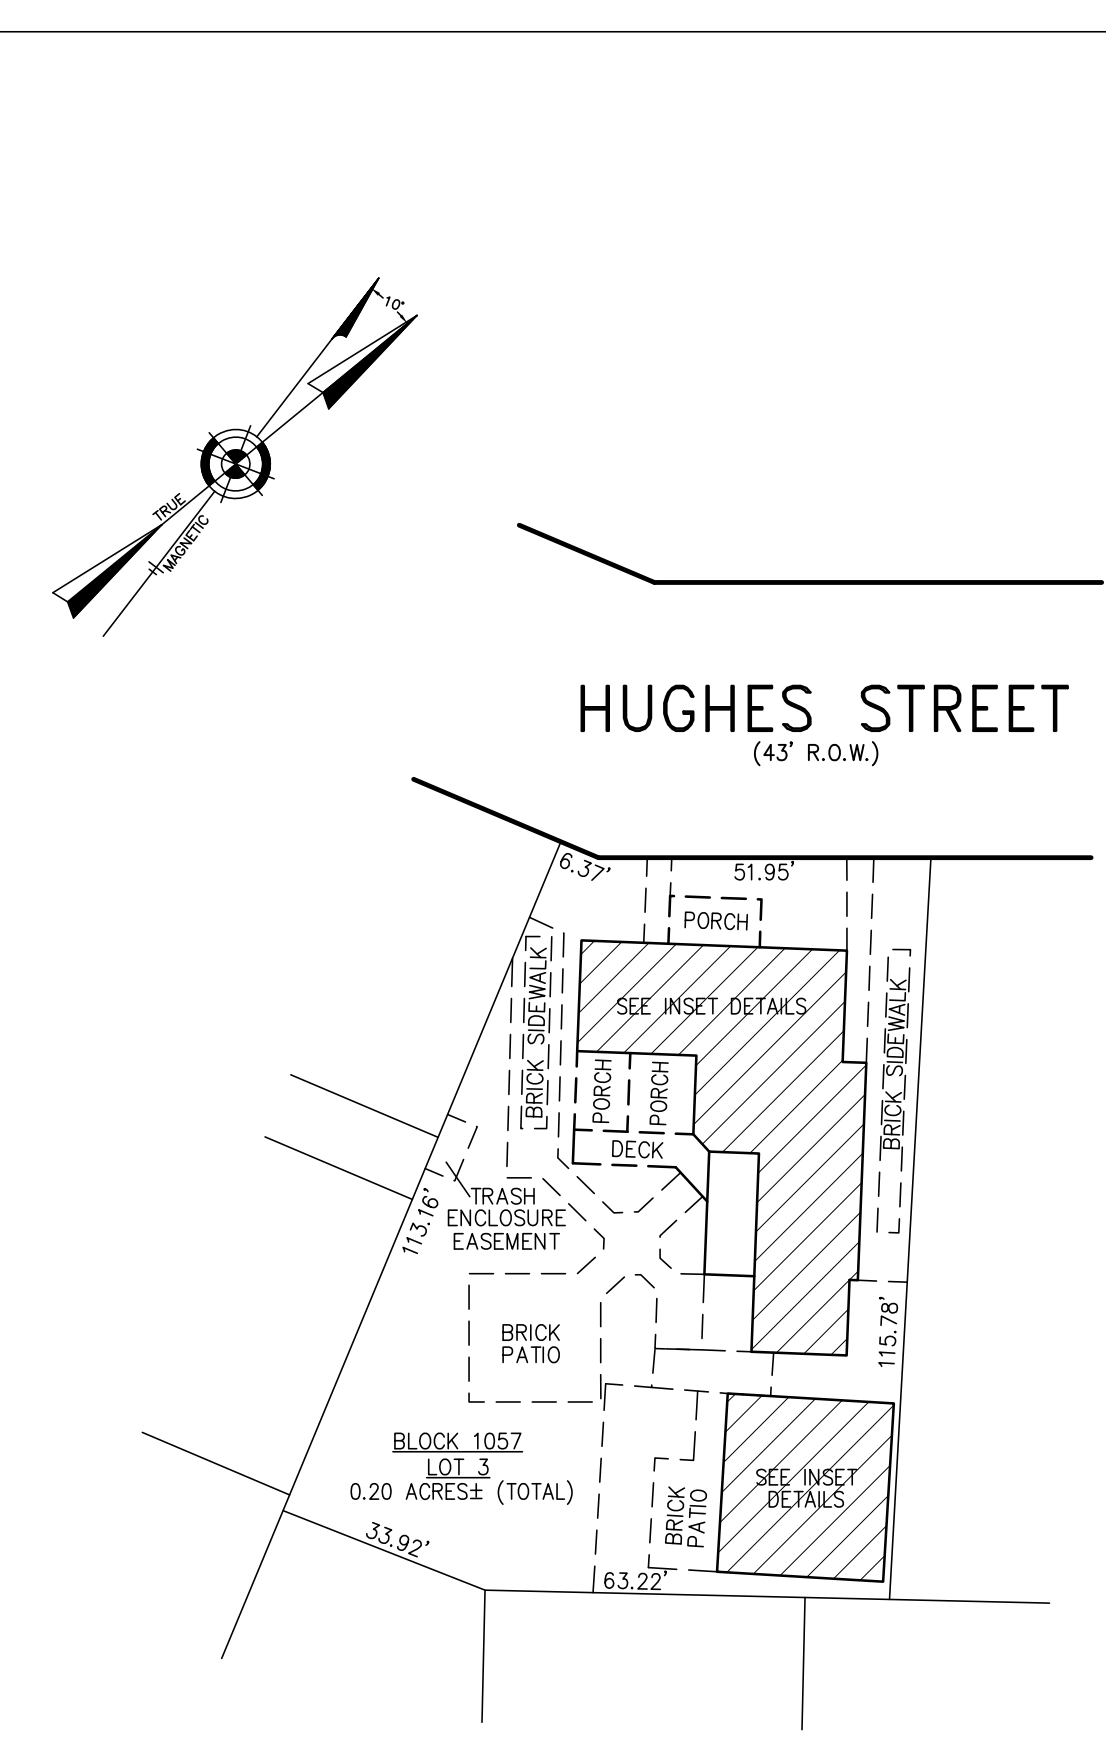 10°
TRUE
MAGNETIC
HUGHES STREET
(43' R.O.W.)
6.37'
51.95'
PORCH
BRICK SIDEWALK
SEE INSET DETAILS
BRICK SIDEWALK
PORCH
PORCH
DECK
TRASH
ENCLOSURE
EASEMENT
113.16'
BRICK
PATIO
115.78'
BLOCK 1057
LOT 3
0.20 ACRES± (TOTAL)
SEE INSET
DETAILS
BRICK
PATIO
33.92'
63.22'